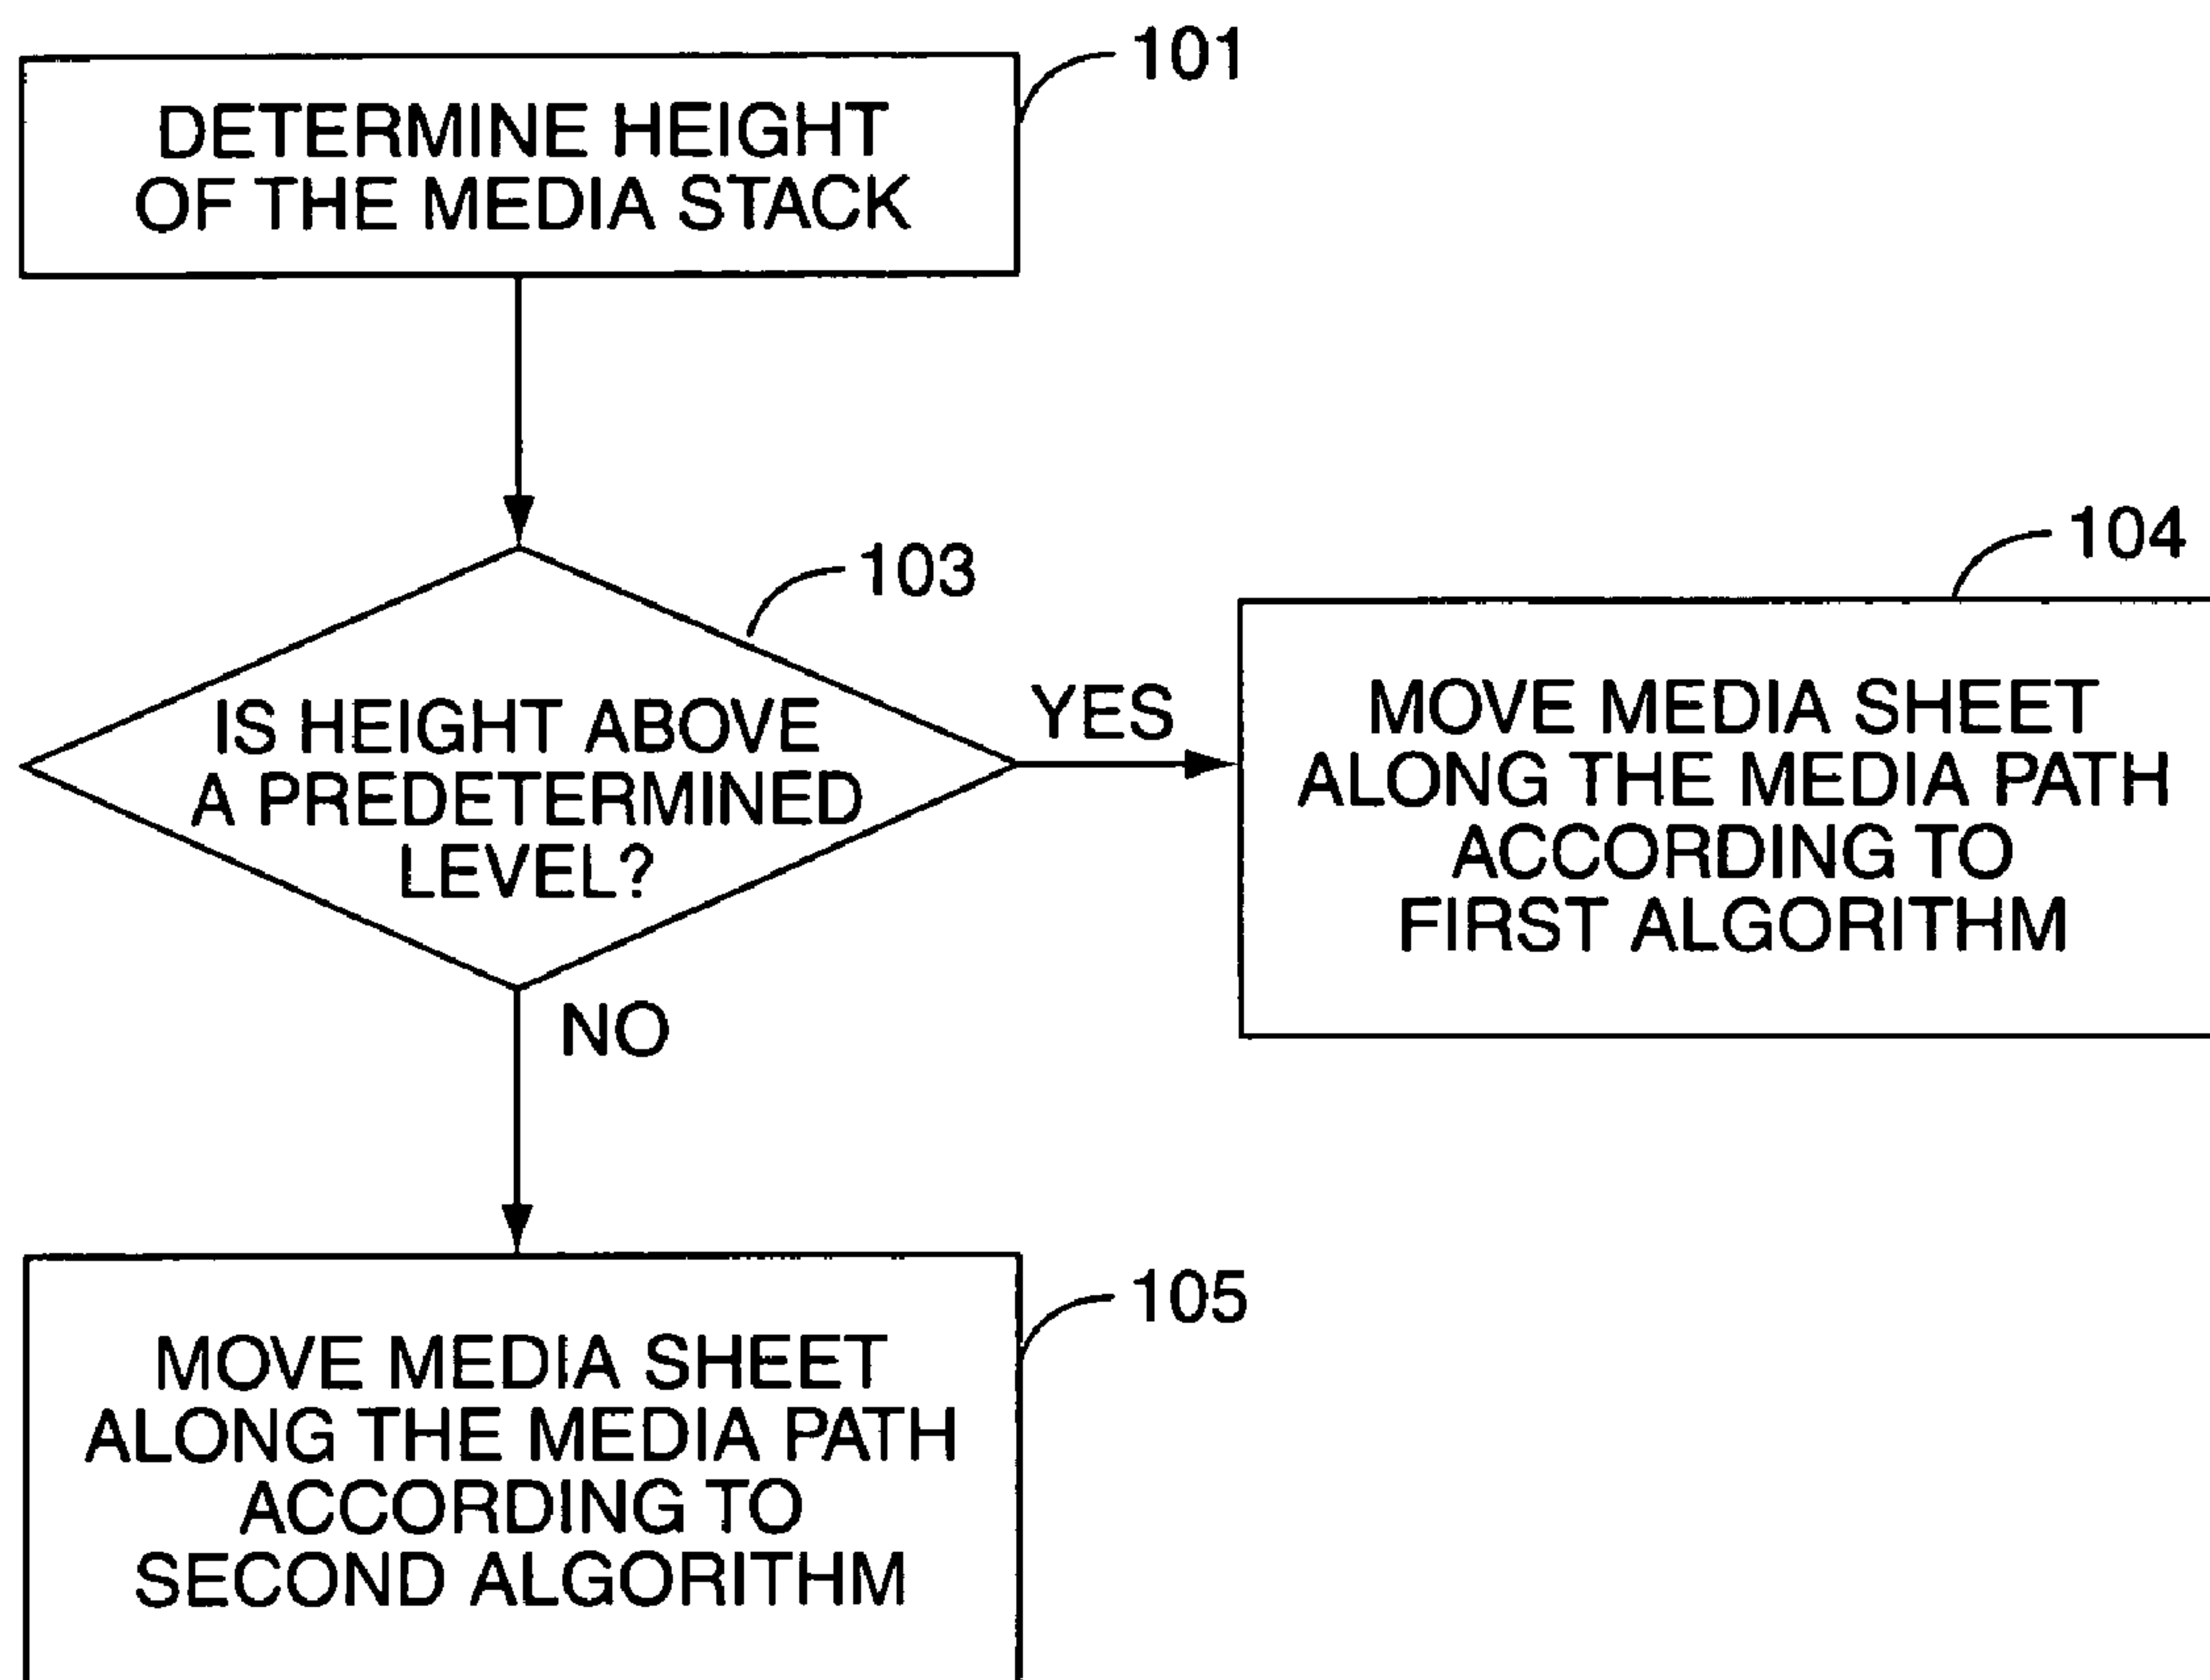 101
DETERMINE HEIGHT
OF THE MEDIA STACK
103
104
IS HEIGHT ABOVE
A PREDETERMINED
LEVEL?
YES
MOVE MEDIA SHEET
ALONG THE MEDIA PATH
ACCORDING TO
FIRST ALGORITHM
NO
105
MOVE MEDIA SHEET
ALONG THE MEDIA PATH
ACCORDING TO
SECOND ALGORITHM